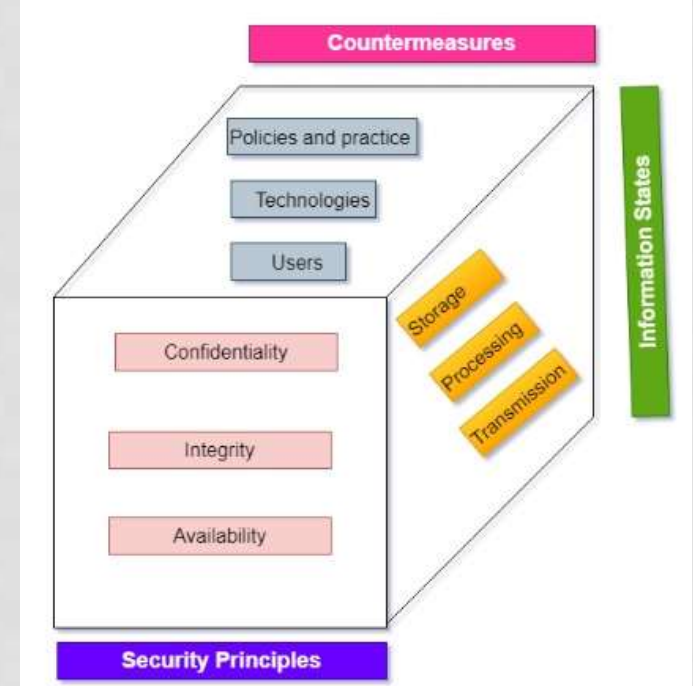 Countermeasures
Policies and practice
Technologies
Users
Information States
Storage
Processing
Transmission
Confidentiality
Integrity
Availability
Security Principles